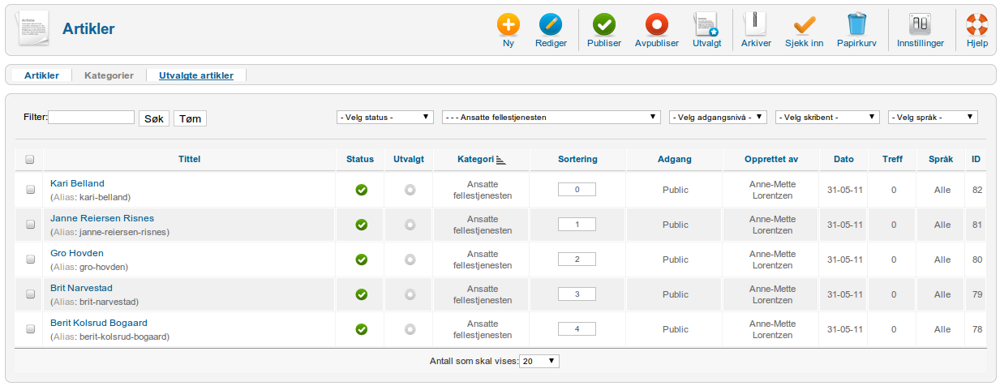 Artikler
Ny Rediger Publiser Avpubliser Utvalgt Arkiver Sjekk inn Papirkurv Innstillinger Hjelp
Artikler Kategorier Utvalgte artikler
Filter: Søk Tøm - Velg status - - - - Ansatte fellestjenesten - Velg adgangsnivå - - Velg skribent - - Velg språk -
Tittel Status Utvalgt Kategori Sortering Adgang Opprettet av Dato Treff Språk ID
Kari Belland
(Alias: kari-belland)
Ansatte
fellestjenesten
0 Public
Anne-Mette
Lorentzen
31-05-11 0 Alle 82
Janne Reiersen Risnes
(Alias: janne-reiersen-risnes)
Ansatte
fellestjenesten
1 Public
Anne-Mette
Lorentzen
31-05-11 0 Alle 81
Gro Hovden
(Alias: gro-hovden)
Ansatte
fellestjenesten
2 Public
Anne-Mette
Lorentzen
31-05-11 0 Alle 80
Brit Narvestad
(Alias: brit-narvestad)
Ansatte
fellestjenesten
3 Public
Anne-Mette
Lorentzen
31-05-11 0 Alle 79
Berit Kolsrud Bogaard
(Alias: berit-kolsrud-bogaard)
Ansatte
fellestjenesten
4 Public
Anne-Mette
Lorentzen
31-05-11 0 Alle 78
Antall som skal vises: 20